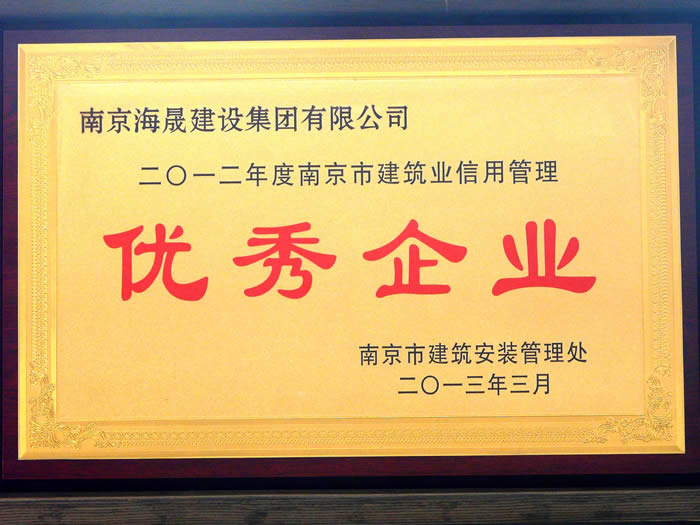 南京海晟建设集团有限公司
二〇一二年度南京市建筑业信用管理
优秀企业
南京市建筑安装管理处
二〇一三年三月